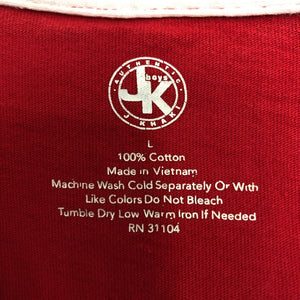 AUTHENTIC
boys
JK
J KHAKI
L
100% Cotton
Made in Vietnam
Machine Wash Cold Separately Or With
Like Colors Do Not Bleach
Tumble Dry Low Warm Iron If Needed
RN 31104